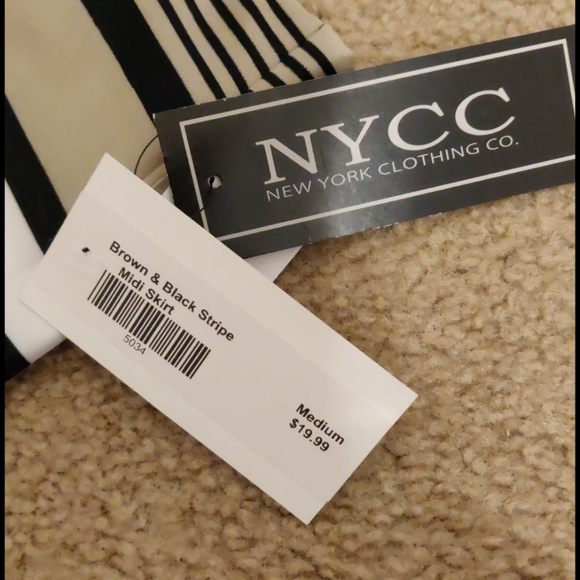 NYCC
NEW YORK CLOTHING CO.
Brown & Black Stripe
Midi Skirt
5034
Medium
$19.99